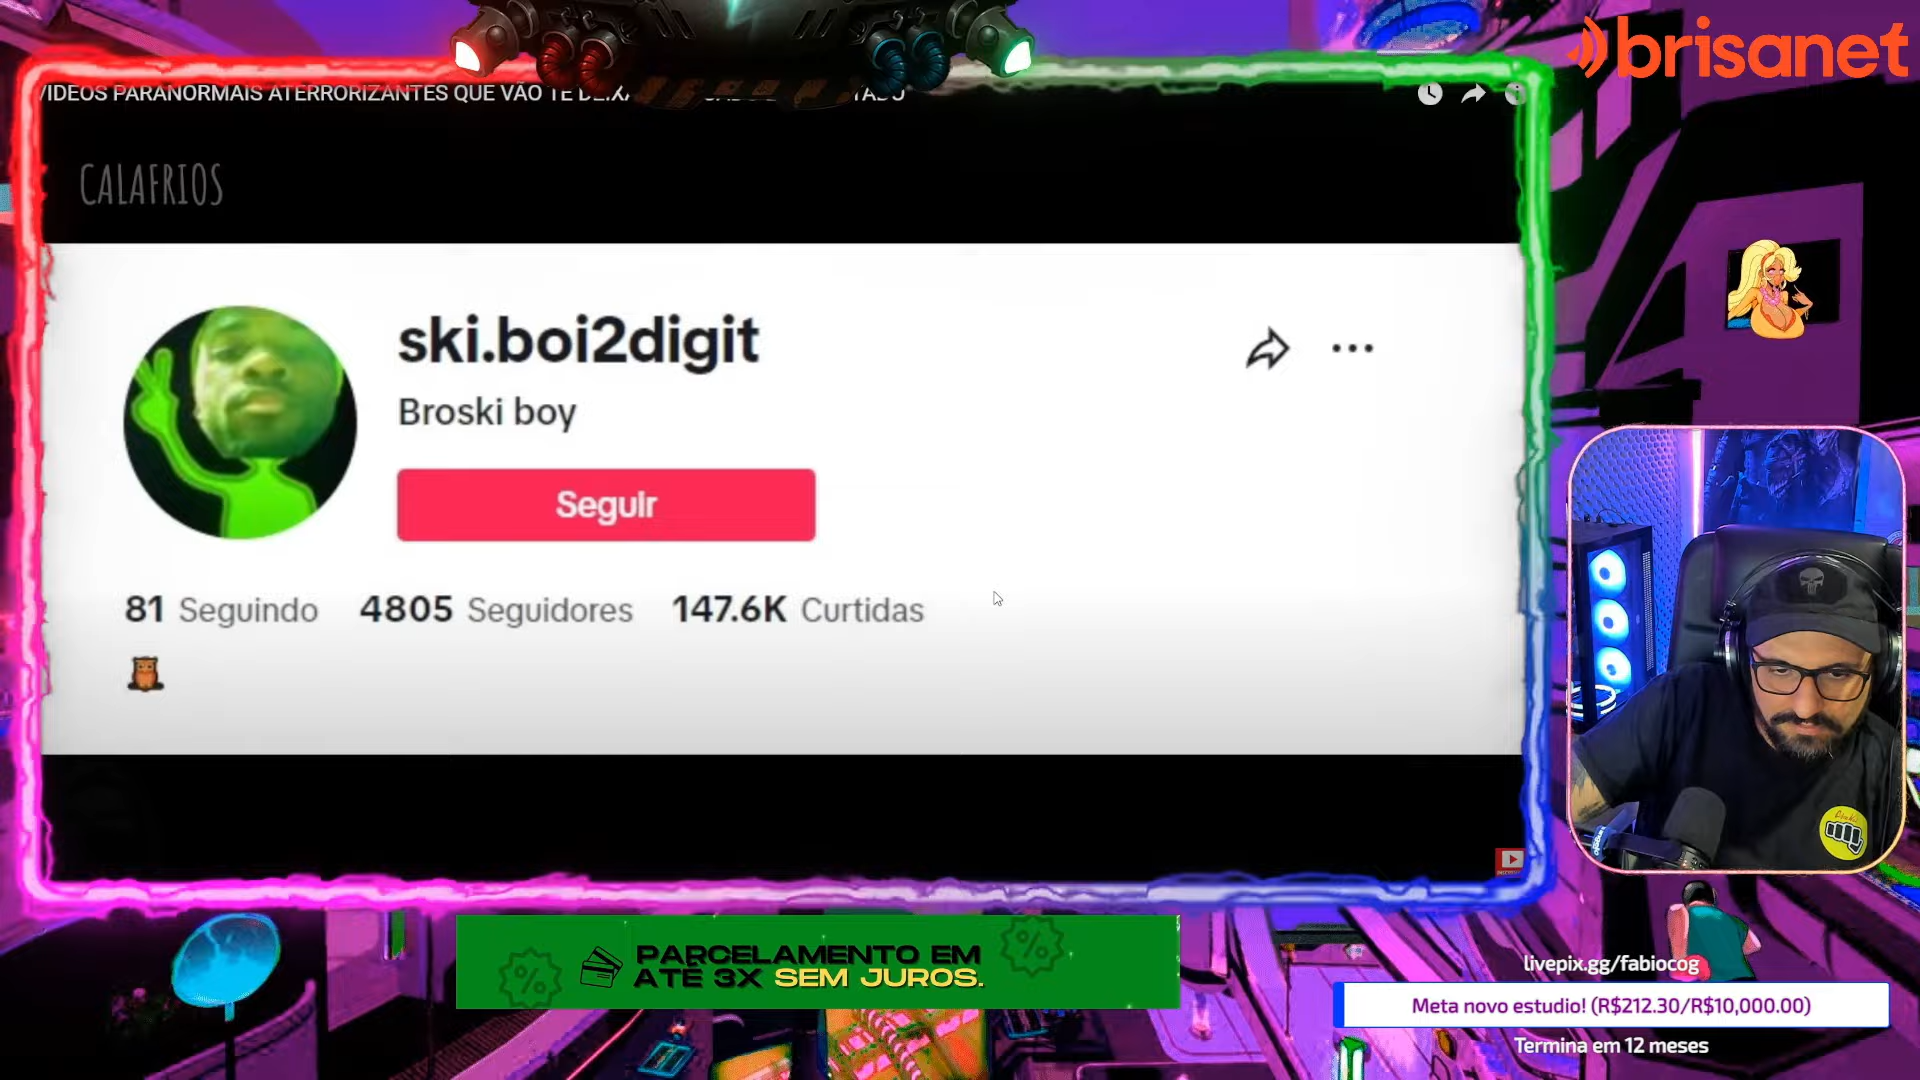 brisanet
VIDEOS PARANORMAIS ATERRORIZANTES QUE VÃO TE
CALAFRIOS
ski.boi2digit
Broski boy
Seguir
81 Seguindo 4805 Seguidores 147.6K Curtidas
PARCELAMENTO EM
ATÉ 3X SEM JUROS.
livepix.gg/fabiocog
Meta novo estudio! (R$212.30/R$10,000.00)
Termina em 12 meses